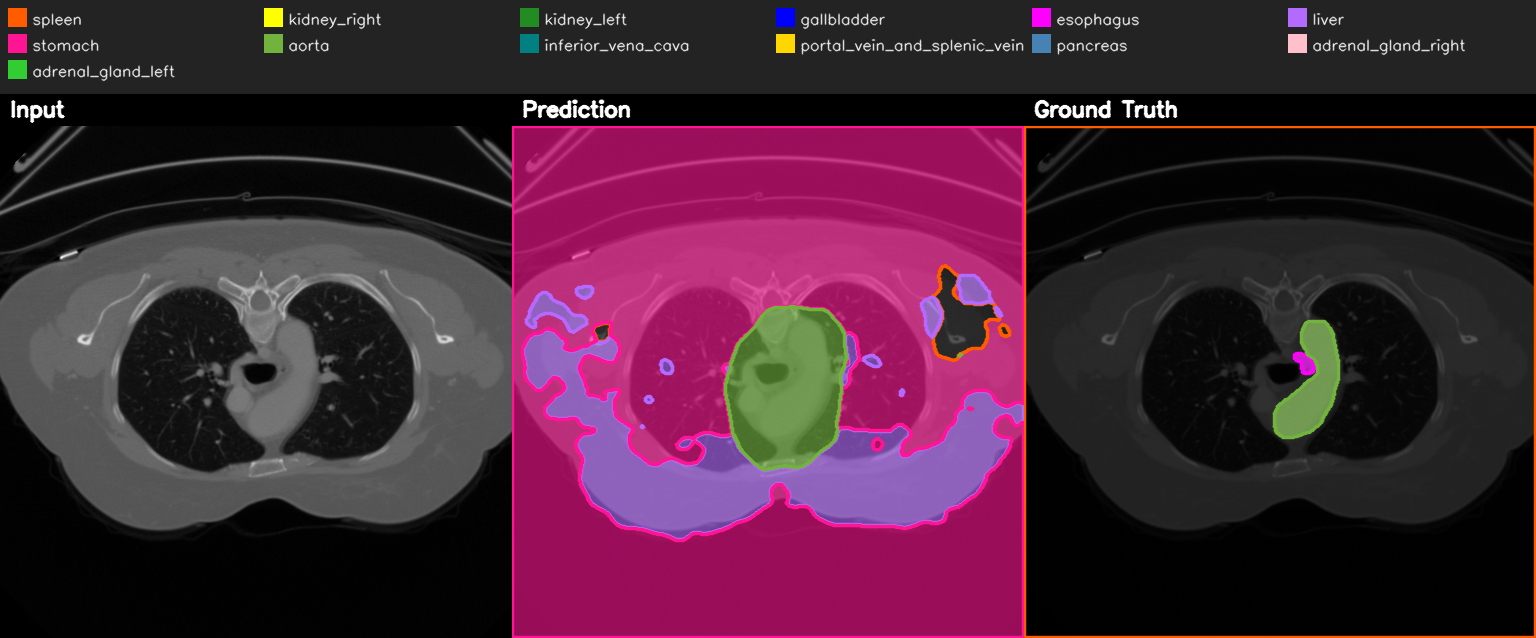 spleen kidney_right kidney_left gallbladder esophagus liver
stomach aorta inferior_vena_cava portal_vein_and_splenic_vein pancreas adrenal_gland_right
adrenal_gland_left
Input Prediction Ground Truth